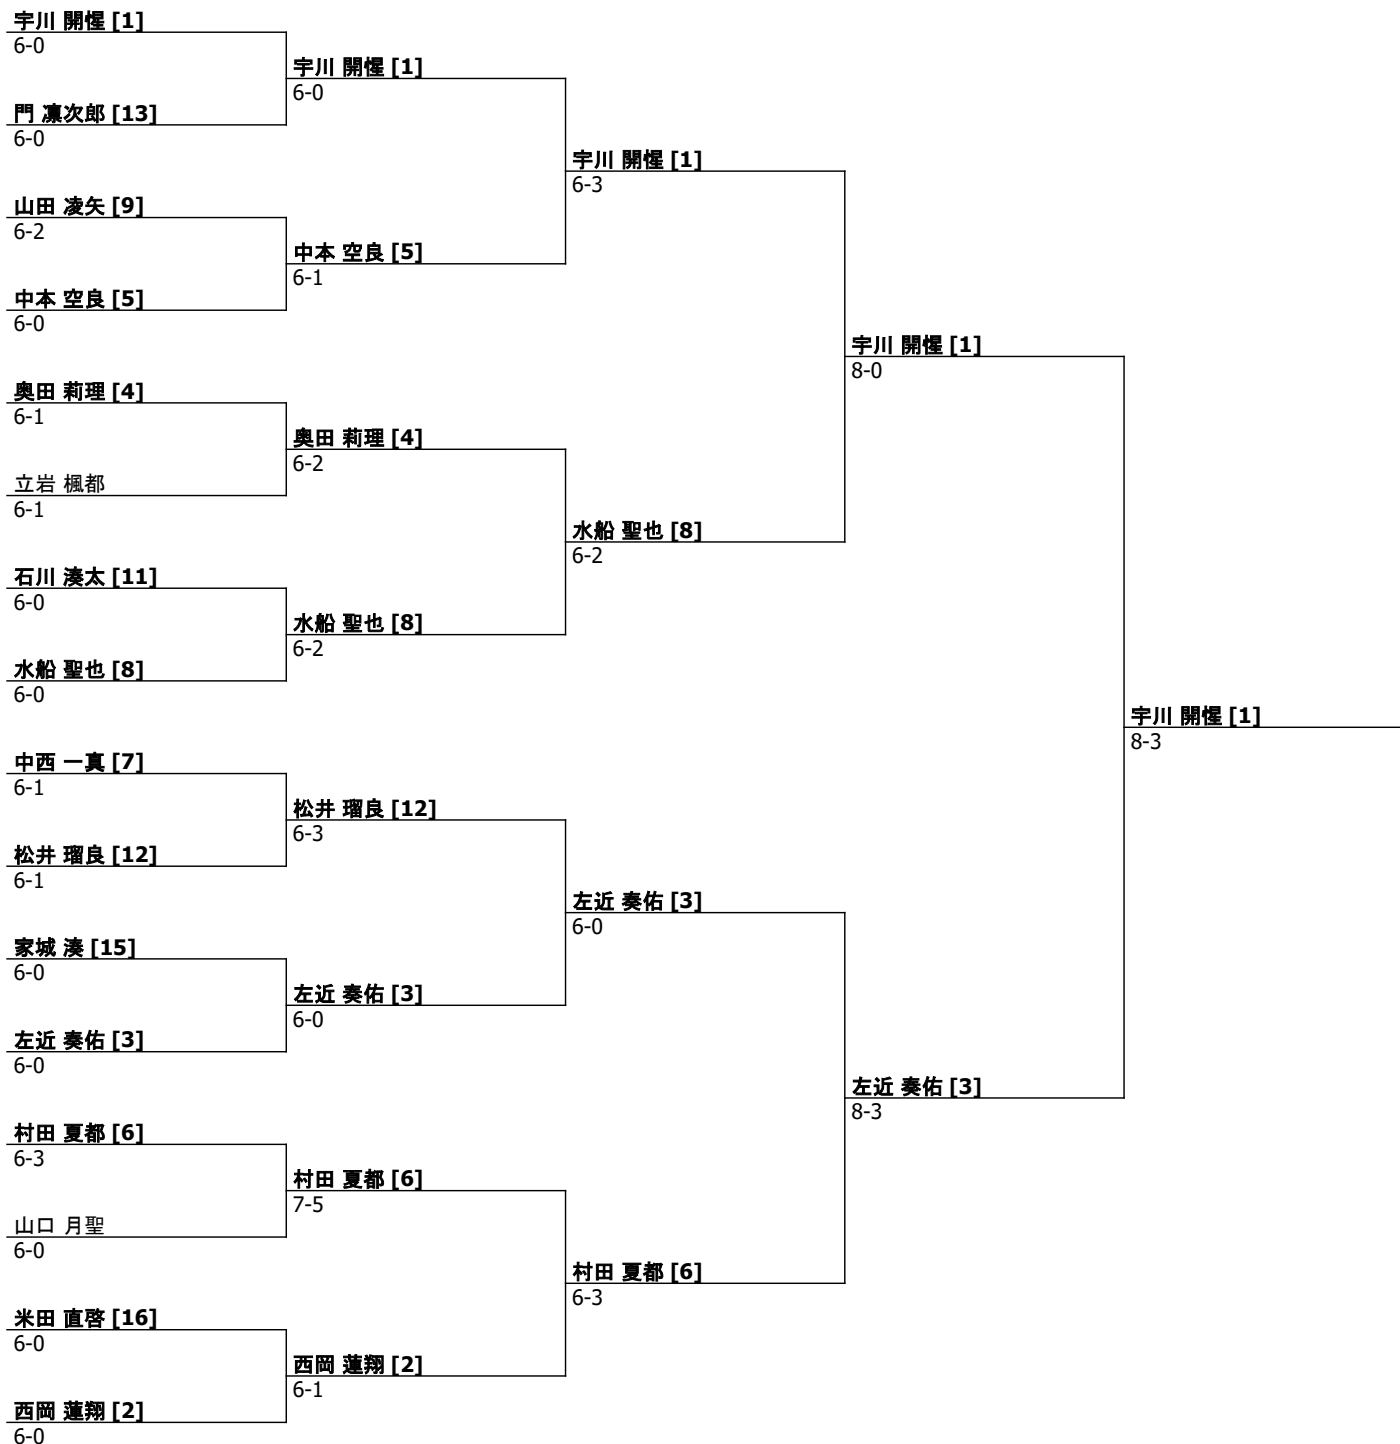 宇川 開惺 [1]
6-0
宇川 開惺 [1]
6-0
門 凜次郎 [13]
6-0
宇川 開惺 [1]
6-3
山田 凌矢 [9]
6-2
中本 空良 [5]
6-1
中本 空良 [5]
6-0
宇川 開惺 [1]
8-0
奥田 莉理 [4]
6-1
奥田 莉理 [4]
6-2
立岩 楓都
6-1
水船 聖也 [8]
6-2
石川 湊太 [11]
6-0
水船 聖也 [8]
6-2
水船 聖也 [8]
6-0
宇川 開惺 [1]
8-3
中西 一真 [7]
6-1
松井 瑠良 [12]
6-3
松井 瑠良 [12]
6-1
左近 奏佑 [3]
6-0
家城 湊 [15]
6-0
左近 奏佑 [3]
6-0
左近 奏佑 [3]
6-0
左近 奏佑 [3]
8-3
村田 夏都 [6]
6-3
村田 夏都 [6]
7-5
山口 月聖
6-0
村田 夏都 [6]
6-3
米田 直啓 [16]
6-0
西岡 蓮翔 [2]
6-1
西岡 蓮翔 [2]
6-0